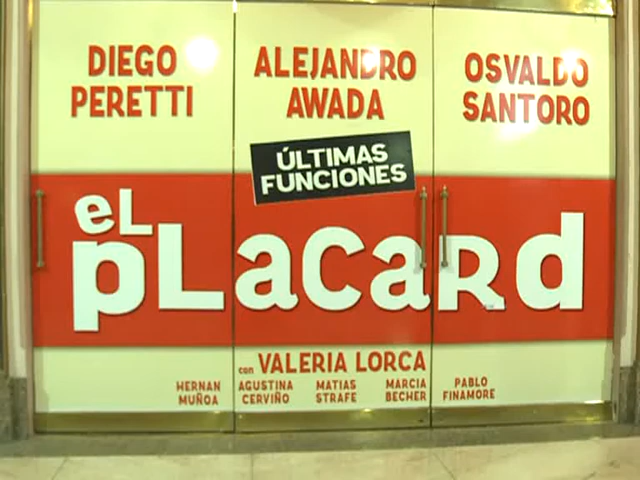 DIEGO PERETTI
ALEJANDRO AWADA
OSVALDO SANTORO
ÚLTIMAS
FUNCIONES
eL
pLacaRd
con VALERIA LORCA
HERNAN MUÑOA
AGUSTINA CERVIÑO
MATIAS STRAFE
MARCIA BECHER
PABLO FINAMORE